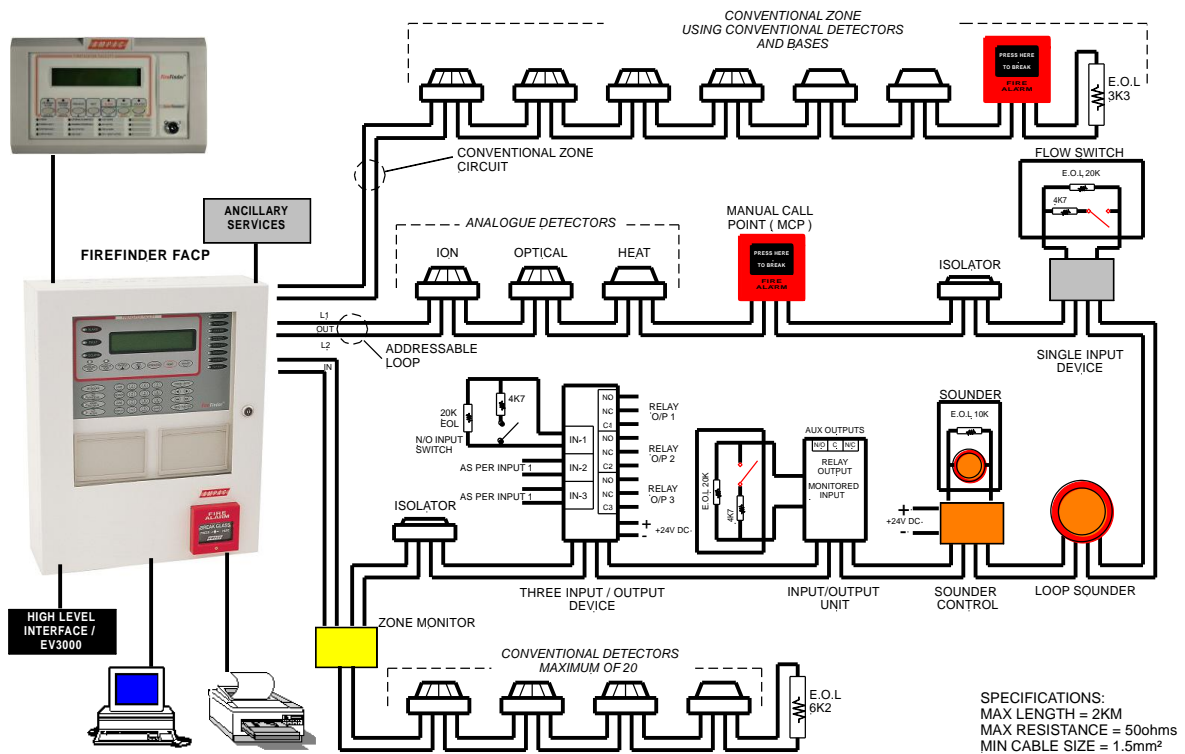 CONVENTIONAL ZONE
USING CONVENTIONAL DETECTORS
AND BASES
AMPAC
FireFinder
PRESS HERE
TO BREAK
FIRE
ALARM
E.O.L
3K3
CONVENTIONAL ZONE
CIRCUIT
FLOW SWITCH
E.O.L 20K
4K7
ANCILLARY
SERVICES
ANALOGUE DETECTORS
MANUAL CALL
POINT ( MCP )
FIREFINDER FACP
ION
OPTICAL
HEAT
PRESS HERE
TO BREAK
FIRE
ALARM
ISOLATOR
L1
OUT
L2
IN
ADDRESSABLE
LOOP
SINGLE INPUT
DEVICE
4K7
20K
EOL
N/O INPUT
SWITCH
IN-1
IN-2
IN-3
AS PER INPUT 1
AS PER INPUT 1
NO
NC
C1
NO
NC
C2
NO
NC
C3
RELAY
O/P 1
RELAY
O/P 2
RELAY
O/P 3
+
+24V DC
-
E.O.L 20K
4K7
AUX OUTPUTS
N/O C N/C
RELAY
OUTPUT
MONITORED
INPUT
SOUNDER
E.O.L 10K
+
+24V DC
-
ISOLATOR
AMPAC
FIRE
ALARM
BREAK GLASS
THREE INPUT / OUTPUT
DEVICE
INPUT/OUTPUT
UNIT
SOUNDER
CONTROL
LOOP SOUNDER
HIGH LEVEL
INTERFACE /
EV3000
ZONE MONITOR
CONVENTIONAL DETECTORS
MAXIMUM OF 20
E.O.L
6K2
SPECIFICATIONS:
MAX LENGTH = 2KM
MAX RESISTANCE = 50ohms
MIN CABLE SIZE = 1.5mm²